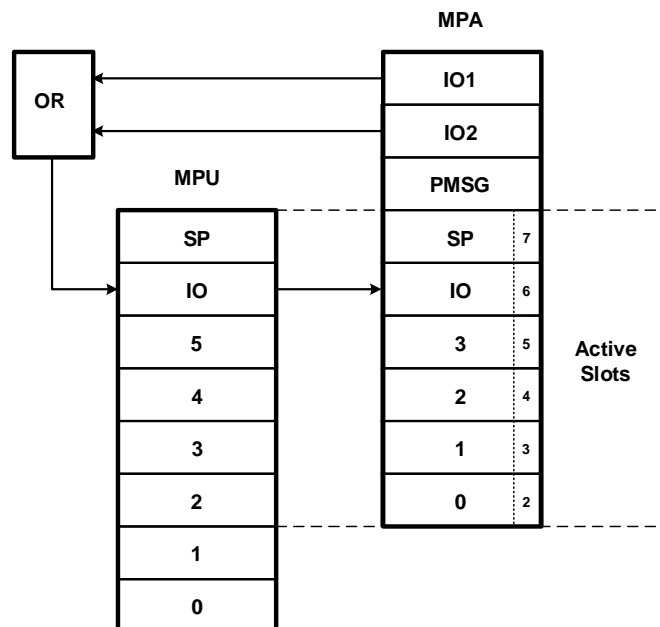 MPA
IO1
OR
IO2
MPU
PMSG
SP
SP 7
IO
IO 6
5
3 5
Active
Slots
4
2 4
3
1 3
2
0 2
1
0